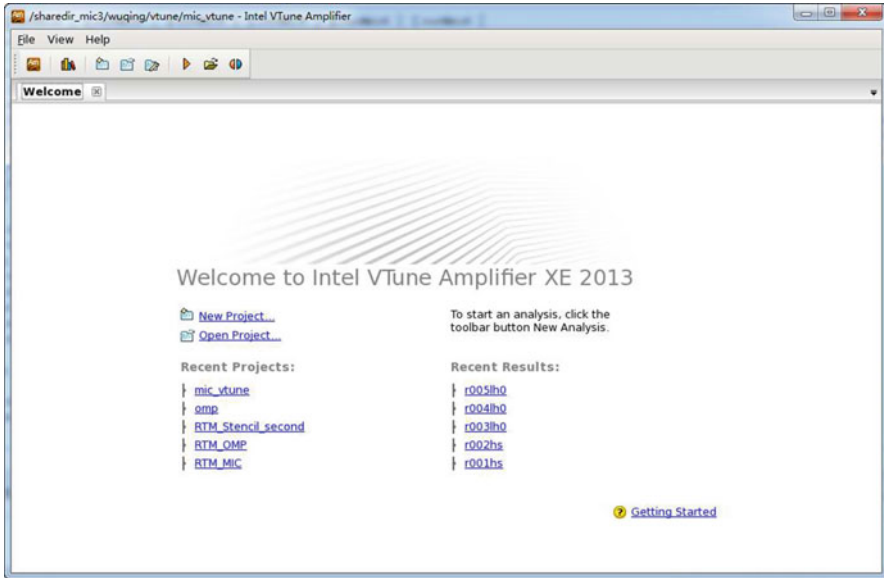 /sharedir_mic3/wuqing/vtune/mic_vtune - Intel VTune Amplifier
File View Help
Welcome
Welcome to Intel VTune Amplifier XE 2013
New Project...
Open Project...
To start an analysis, click the
toolbar button New Analysis.
Recent Projects:
mic_vtune
omp
RTM_Stencil_second
RTM_OMP
RTM_MIC
Recent Results:
r005lh0
r004lh0
r003lh0
r002hs
r001hs
Getting Started